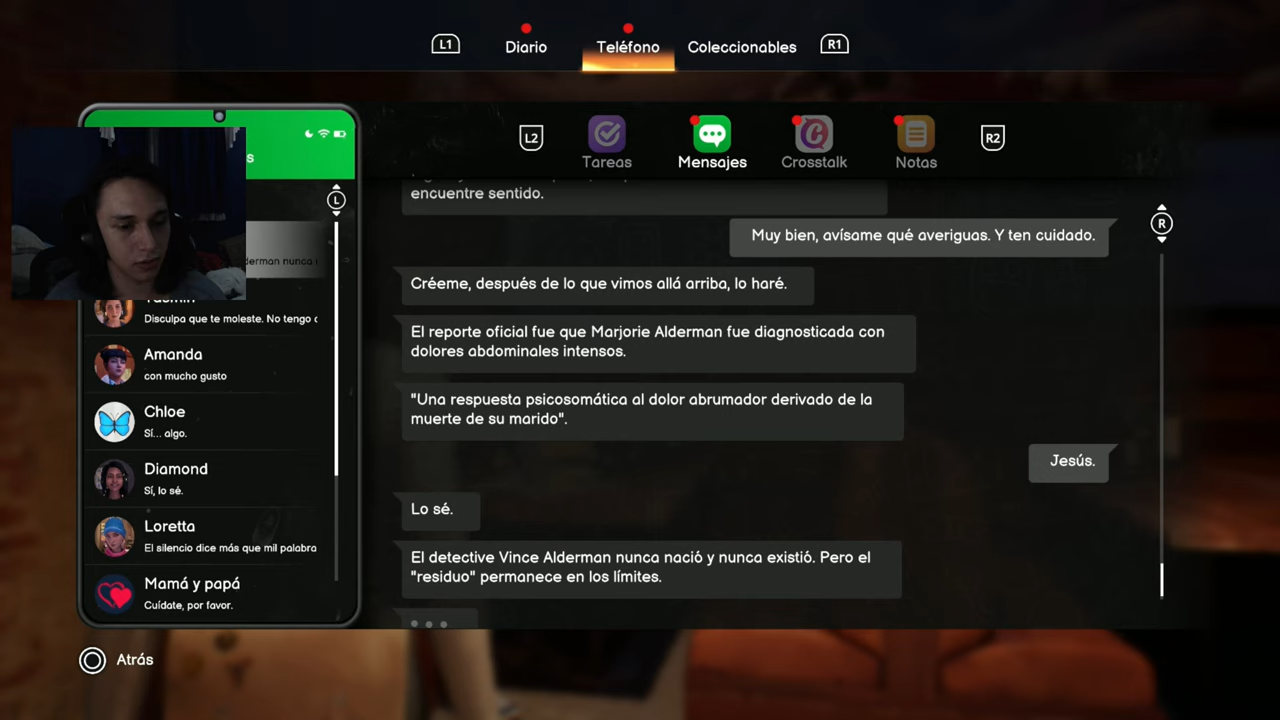 L1
Diario
Teléfono
Coleccionables
R1
L2
Tareas
Mensajes
Crosstalk
Notas
R2
L
Disculpa que te moleste. No tengo
Amanda
con mucho gusto
Chloe
Sí... algo.
Diamond
Sí, lo sé.
Loretta
El silencio dice más que mil palabra
Mamá y papá
Cuídate, por favor.
encuentre sentido.
Muy bien, avísame qué averiguas. Y ten cuidado.
R
Créeme, después de lo que vimos allá arriba, lo haré.
El reporte oficial fue que Marjorie Alderman fue diagnosticada con
dolores abdominales intensos.
"Una respuesta psicosomática al dolor abrumador derivado de la
muerte de su marido".
Jesús.
Lo sé.
El detective Vince Alderman nunca nació y nunca existió. Pero el
"residuo" permanece en los límites.
Atrás